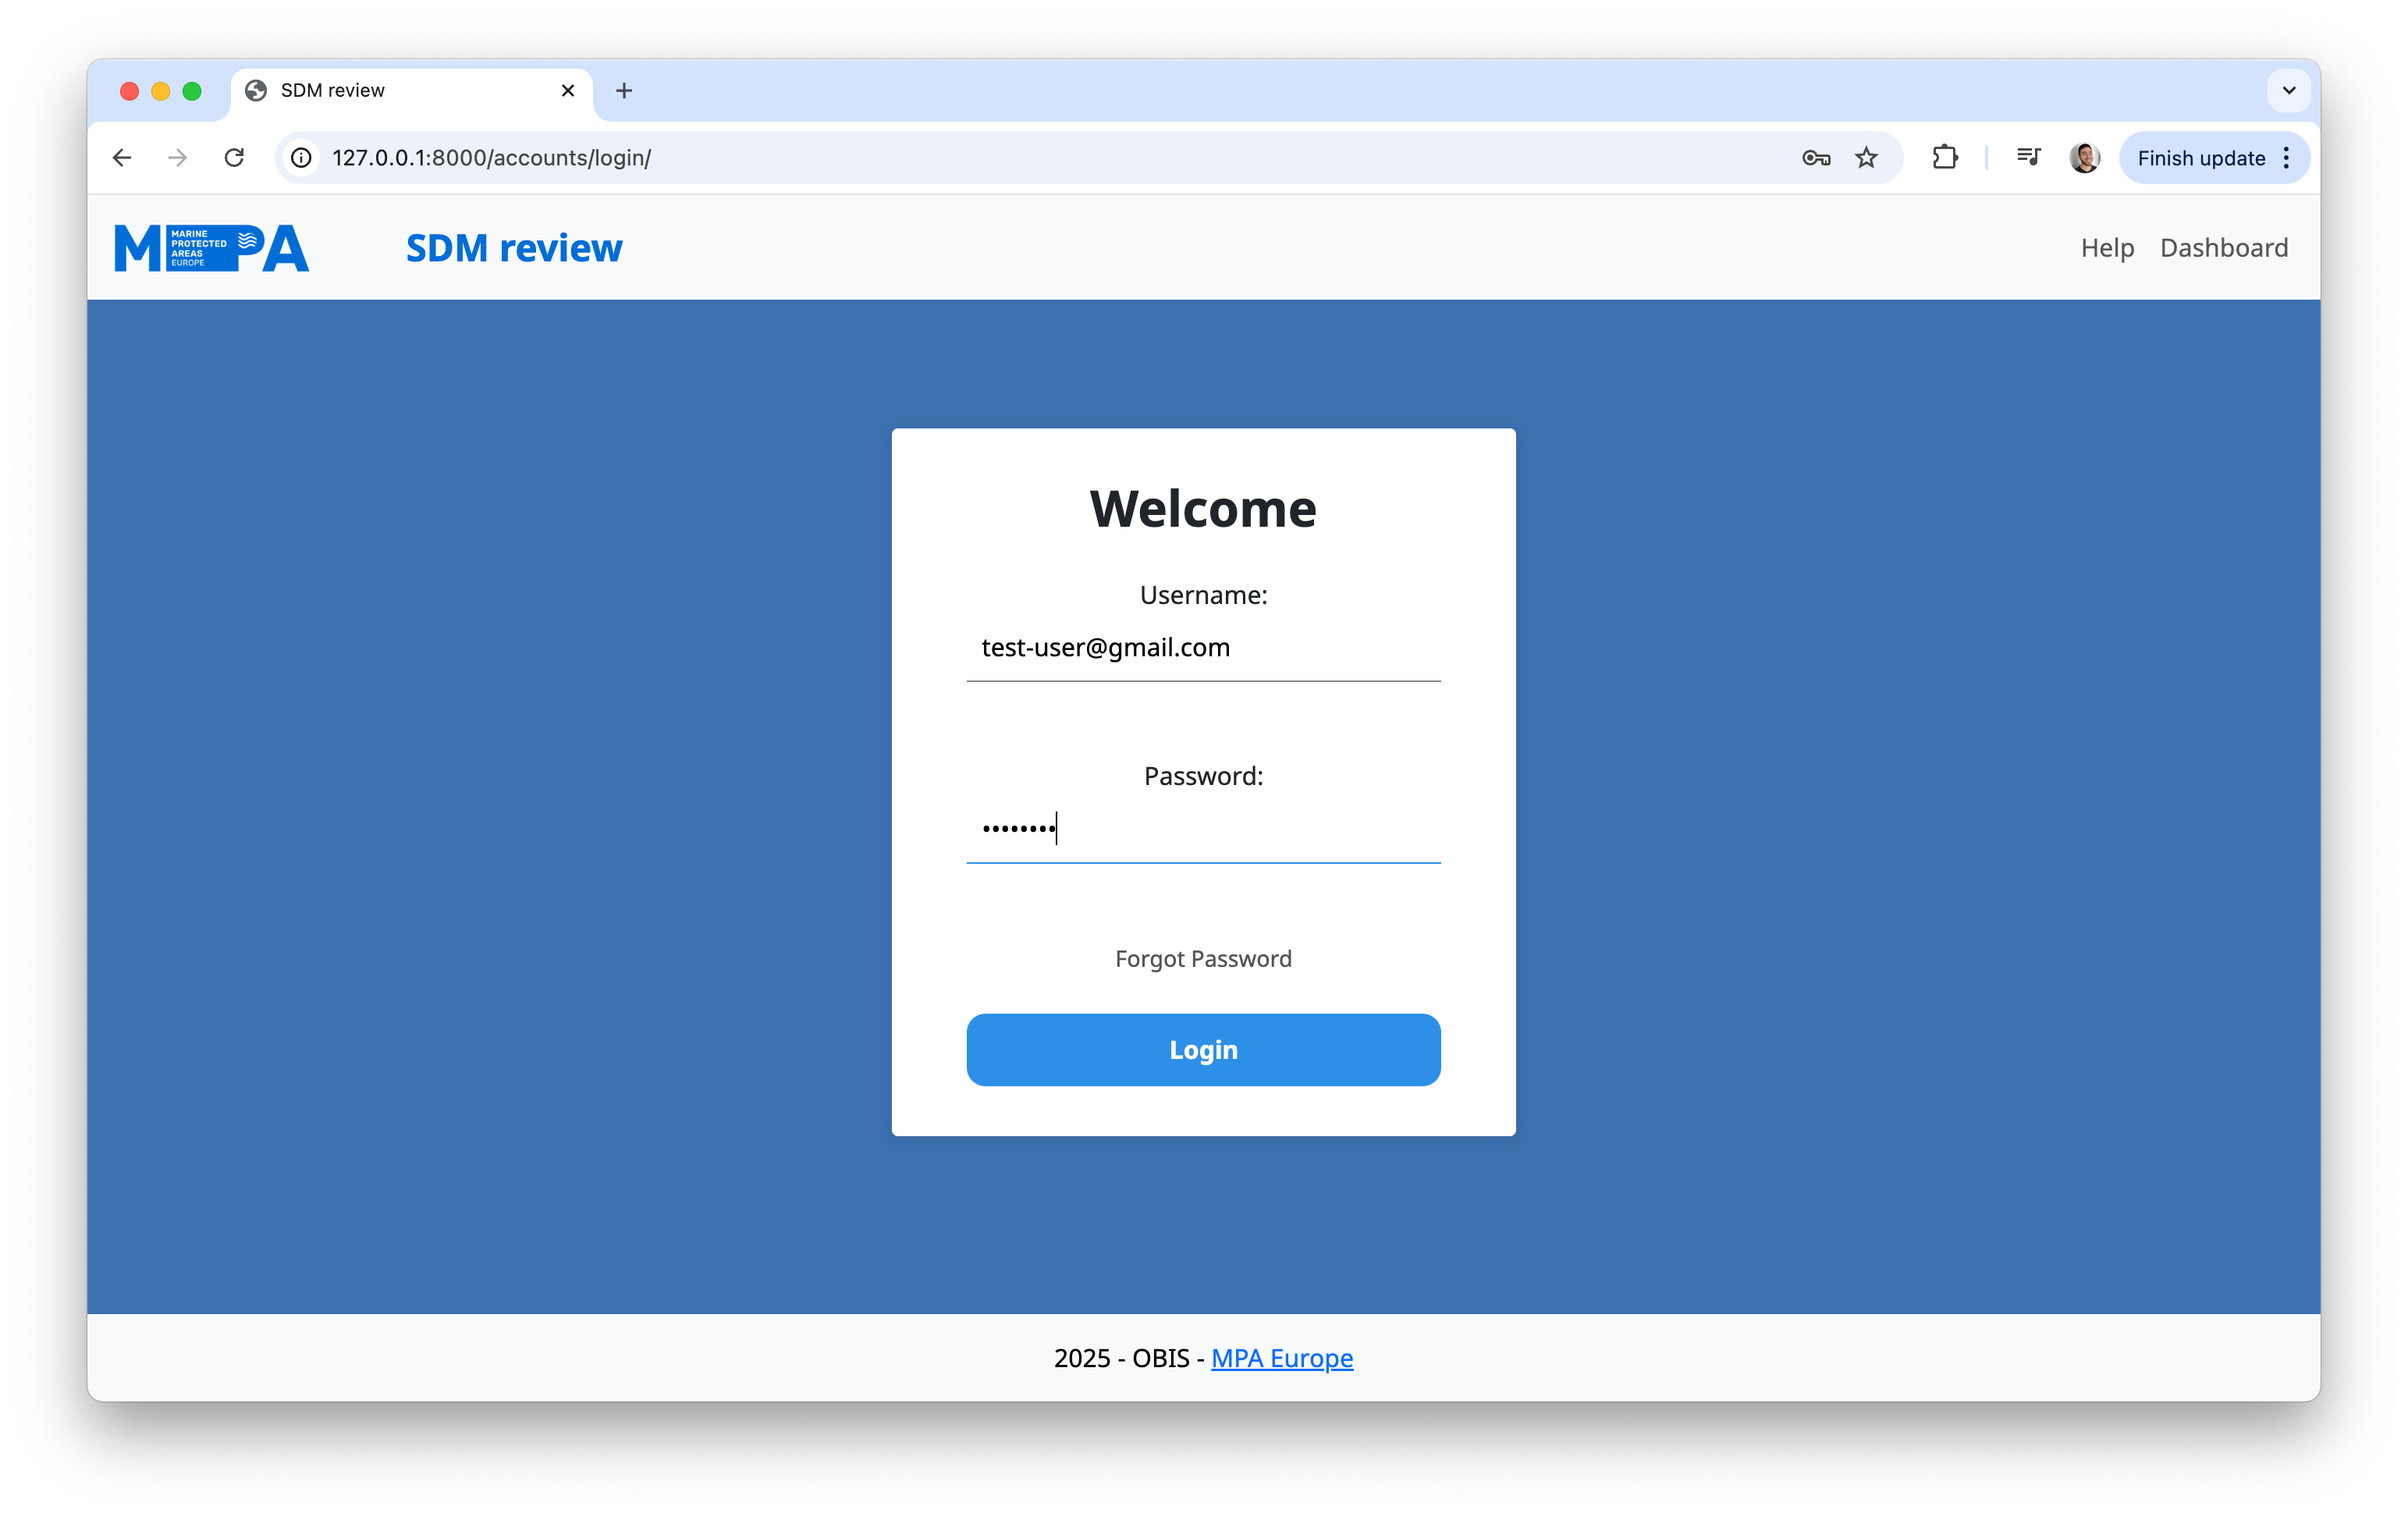 SDM review
127.0.0.1:8000/accounts/login/
Finish update
M PA
MARINE
PROTECTED
AREAS
EUROPE
SDM review
Help Dashboard
Welcome
Username:
test-user@gmail.com
Password:
••••••••
Forgot Password
Login
2025 - OBIS - MPA Europe